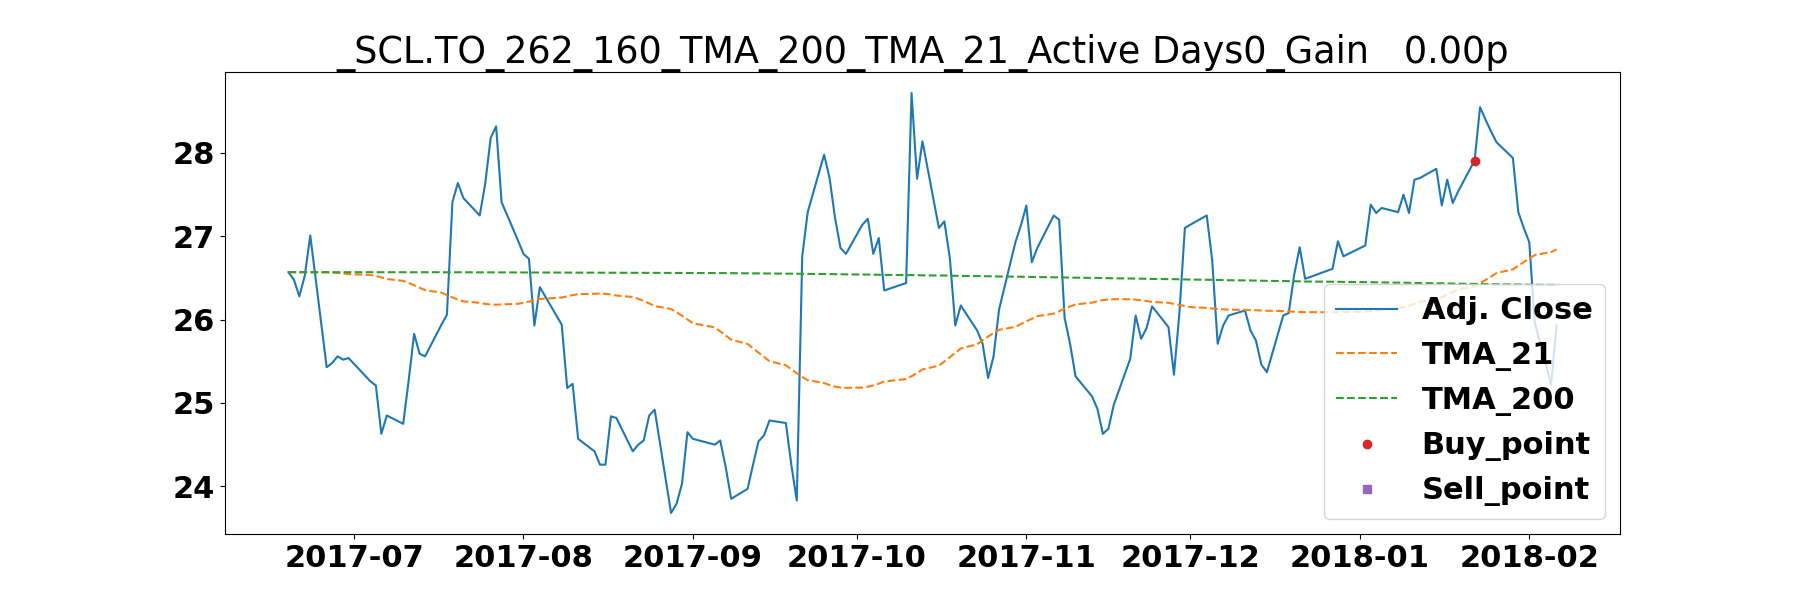 _SCL.TO_262_160_TMA_200_TMA_21_Active Days0_Gain   0.00p
28
27
26
25
24
Adj. Close
TMA_21
TMA_200
Buy_point
Sell_point
2017-07 2017-08 2017-09 2017-10 2017-11 2017-12 2018-01 2018-02